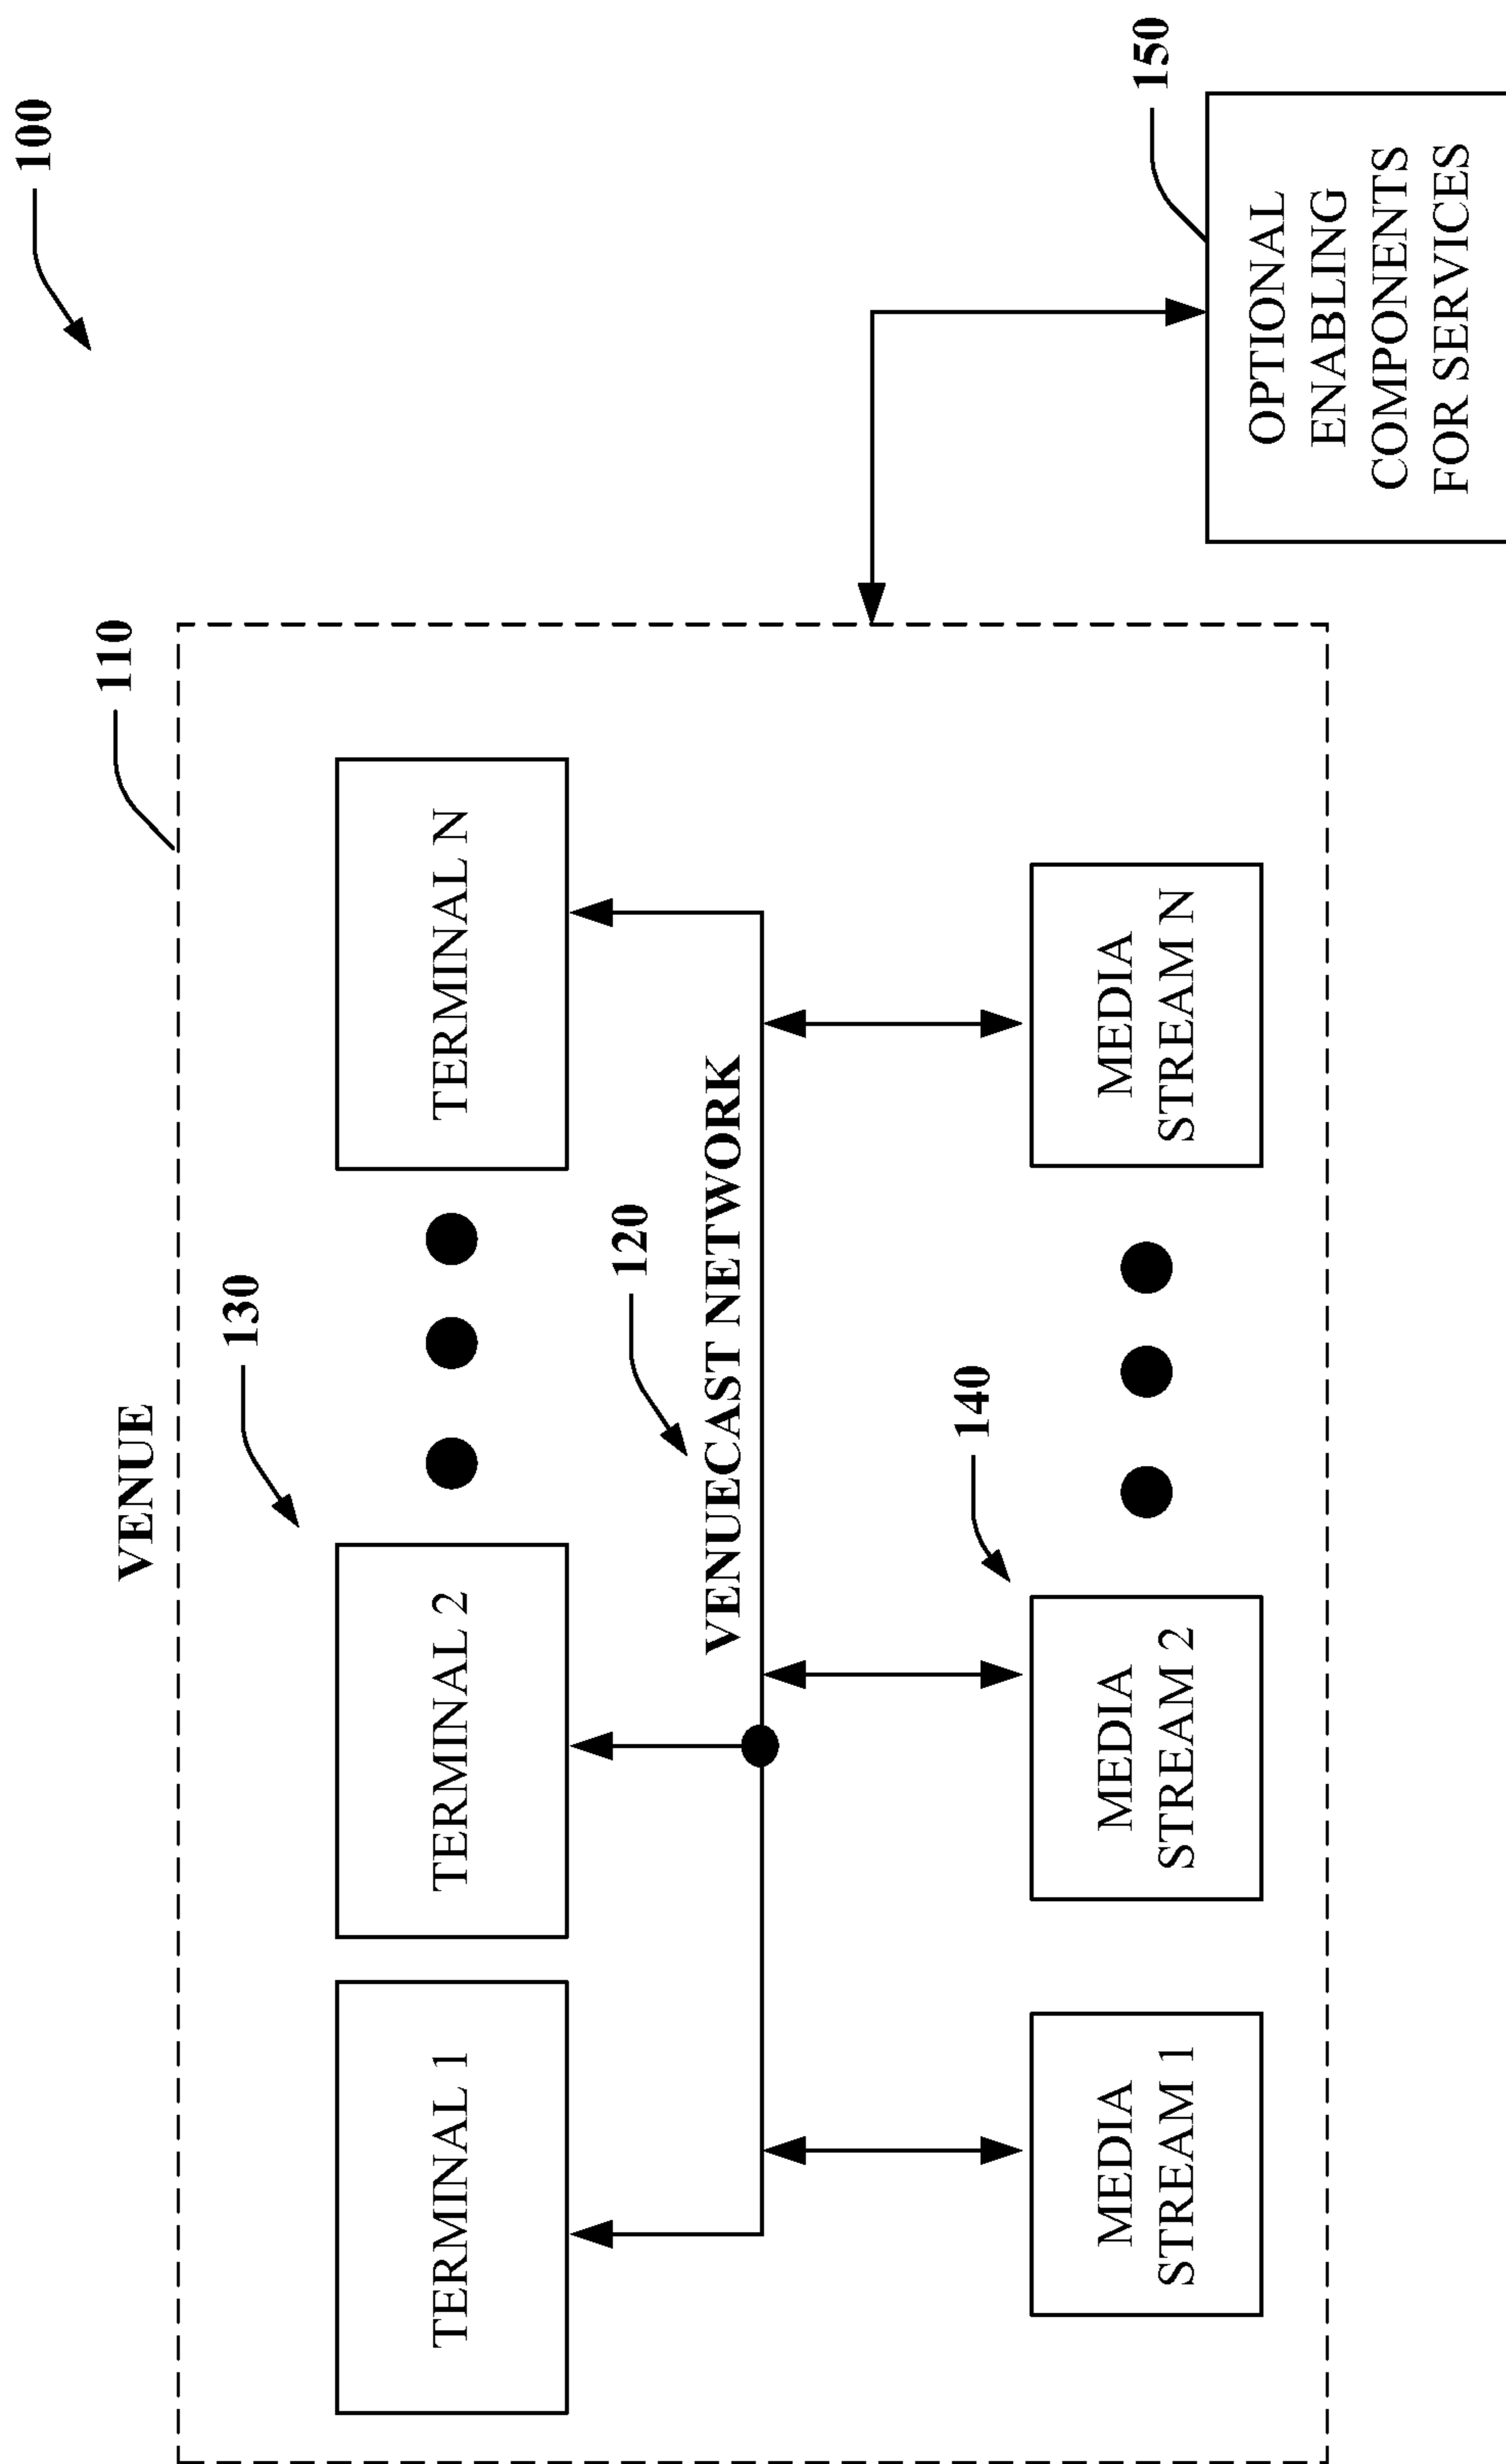 100
VENUE
110
130
TERMINAL 1
TERMINAL 2
TERMINAL N
120
VENUECAST NETWORK
140
MEDIA
STREAM 1
MEDIA
STREAM 2
MEDIA
STREAM N
150
OPTIONAL
ENABLING
COMPONENTS
FOR SERVICES